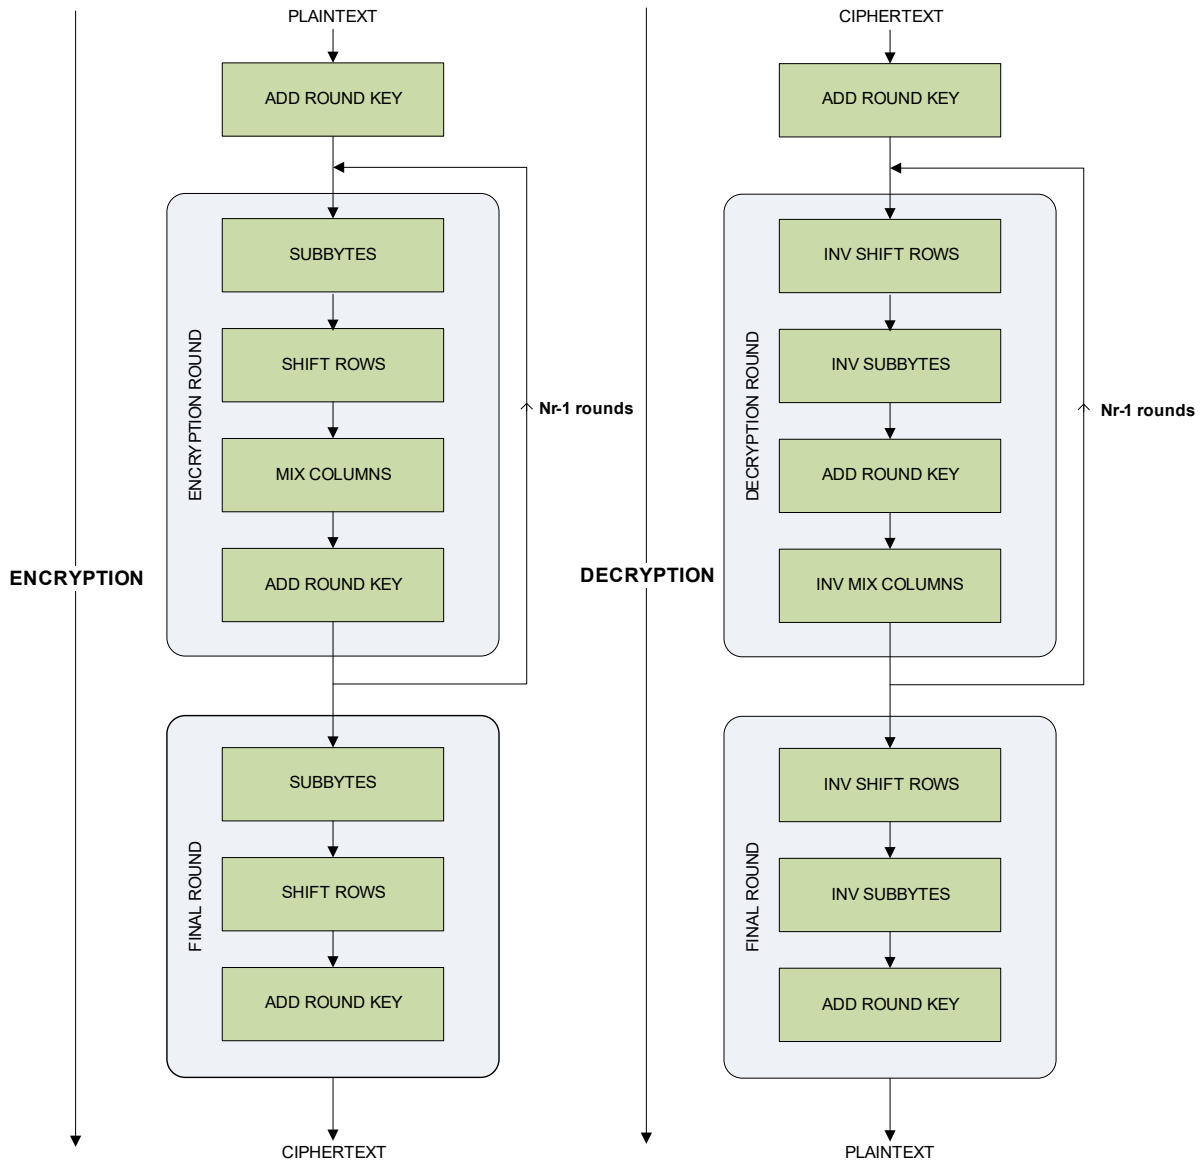 PLAINTEXT
ADD ROUND KEY
SUBBYTES
SHIFT ROWS
MIX COLUMNS
ADD ROUND KEY
ENCRYPTION ROUND
Nr-1 rounds
ENCRYPTION
SUBBYTES
SHIFT ROWS
ADD ROUND KEY
FINAL ROUND
CIPHERTEXT
CIPHERTEXT
ADD ROUND KEY
INV SHIFT ROWS
INV SUBBYTES
ADD ROUND KEY
INV MIX COLUMNS
DECRYPTION ROUND
Nr-1 rounds
DECRYPTION
INV SHIFT ROWS
INV SUBBYTES
ADD ROUND KEY
FINAL ROUND
PLAINTEXT